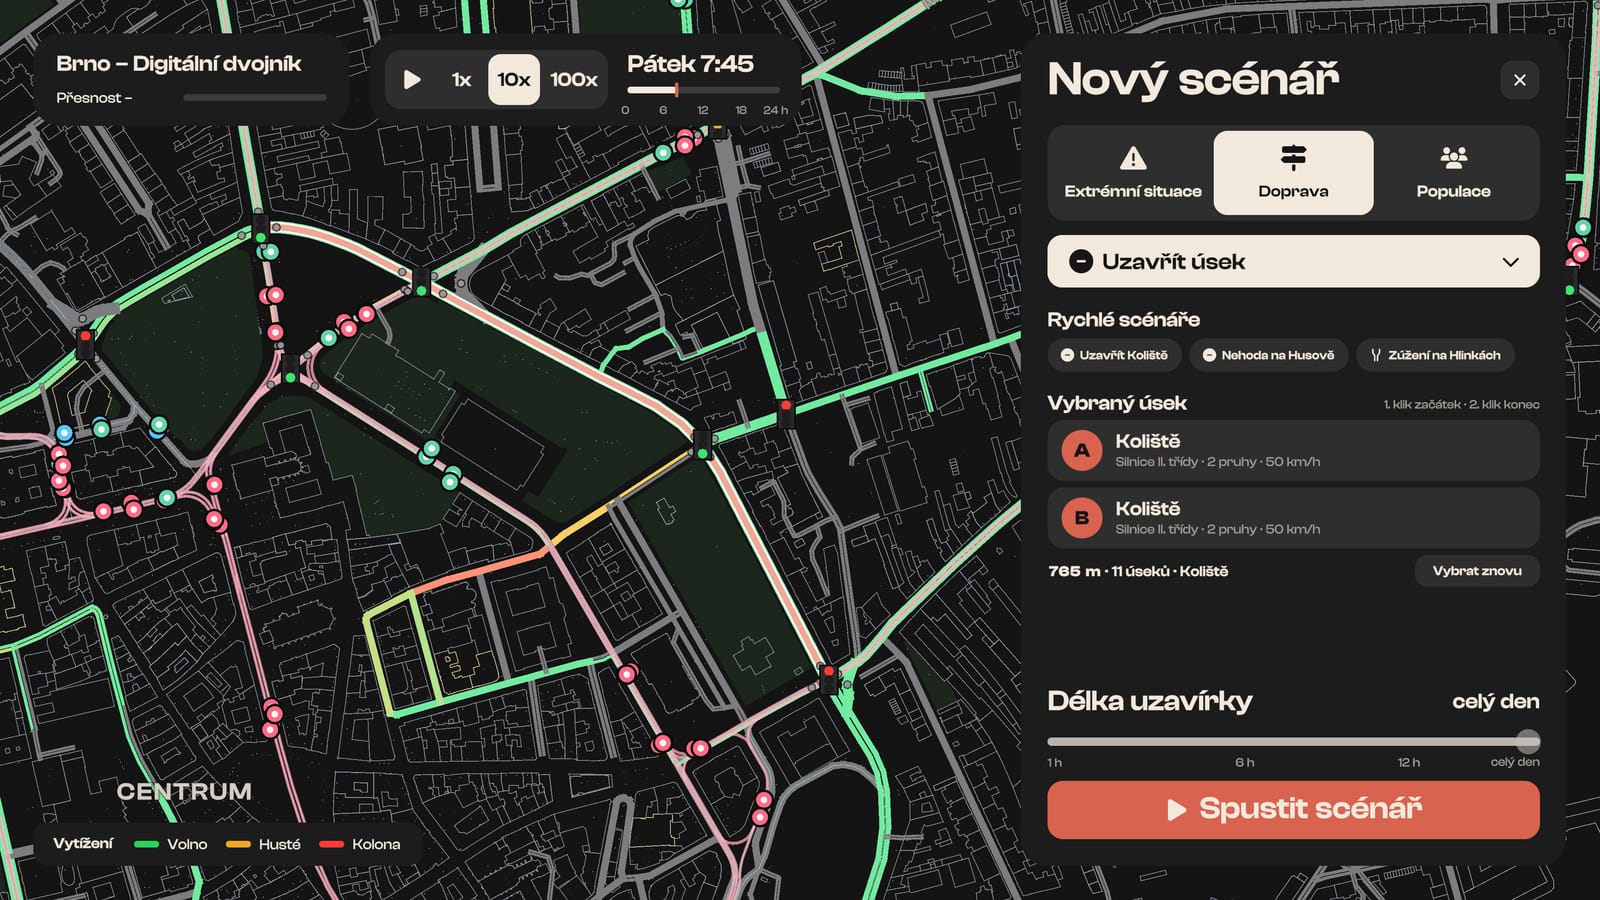 Brno – Digitální dvojník
Přesnost –
1x
10x
100x
Pátek 7:45
0 6 12 18 24 h
Nový scénář
Extrémní situace
Doprava
Populace
Uzavřít úsek
Rychlé scénáře
Uzavřít Koliště
Nehoda na Husově
Zúžení na Hlinkách
Vybraný úsek
1. klik začátek · 2. klik konec
A
Koliště
Silnice II. třídy · 2 pruhy · 50 km/h
B
Koliště
Silnice II. třídy · 2 pruhy · 50 km/h
765 m · 11 úseků · Koliště
Vybrat znovu
Délka uzavírky
celý den
1 h 6 h 12 h celý den
Spustit scénář
CENTRUM
Vytížení Volno Husté Kolona